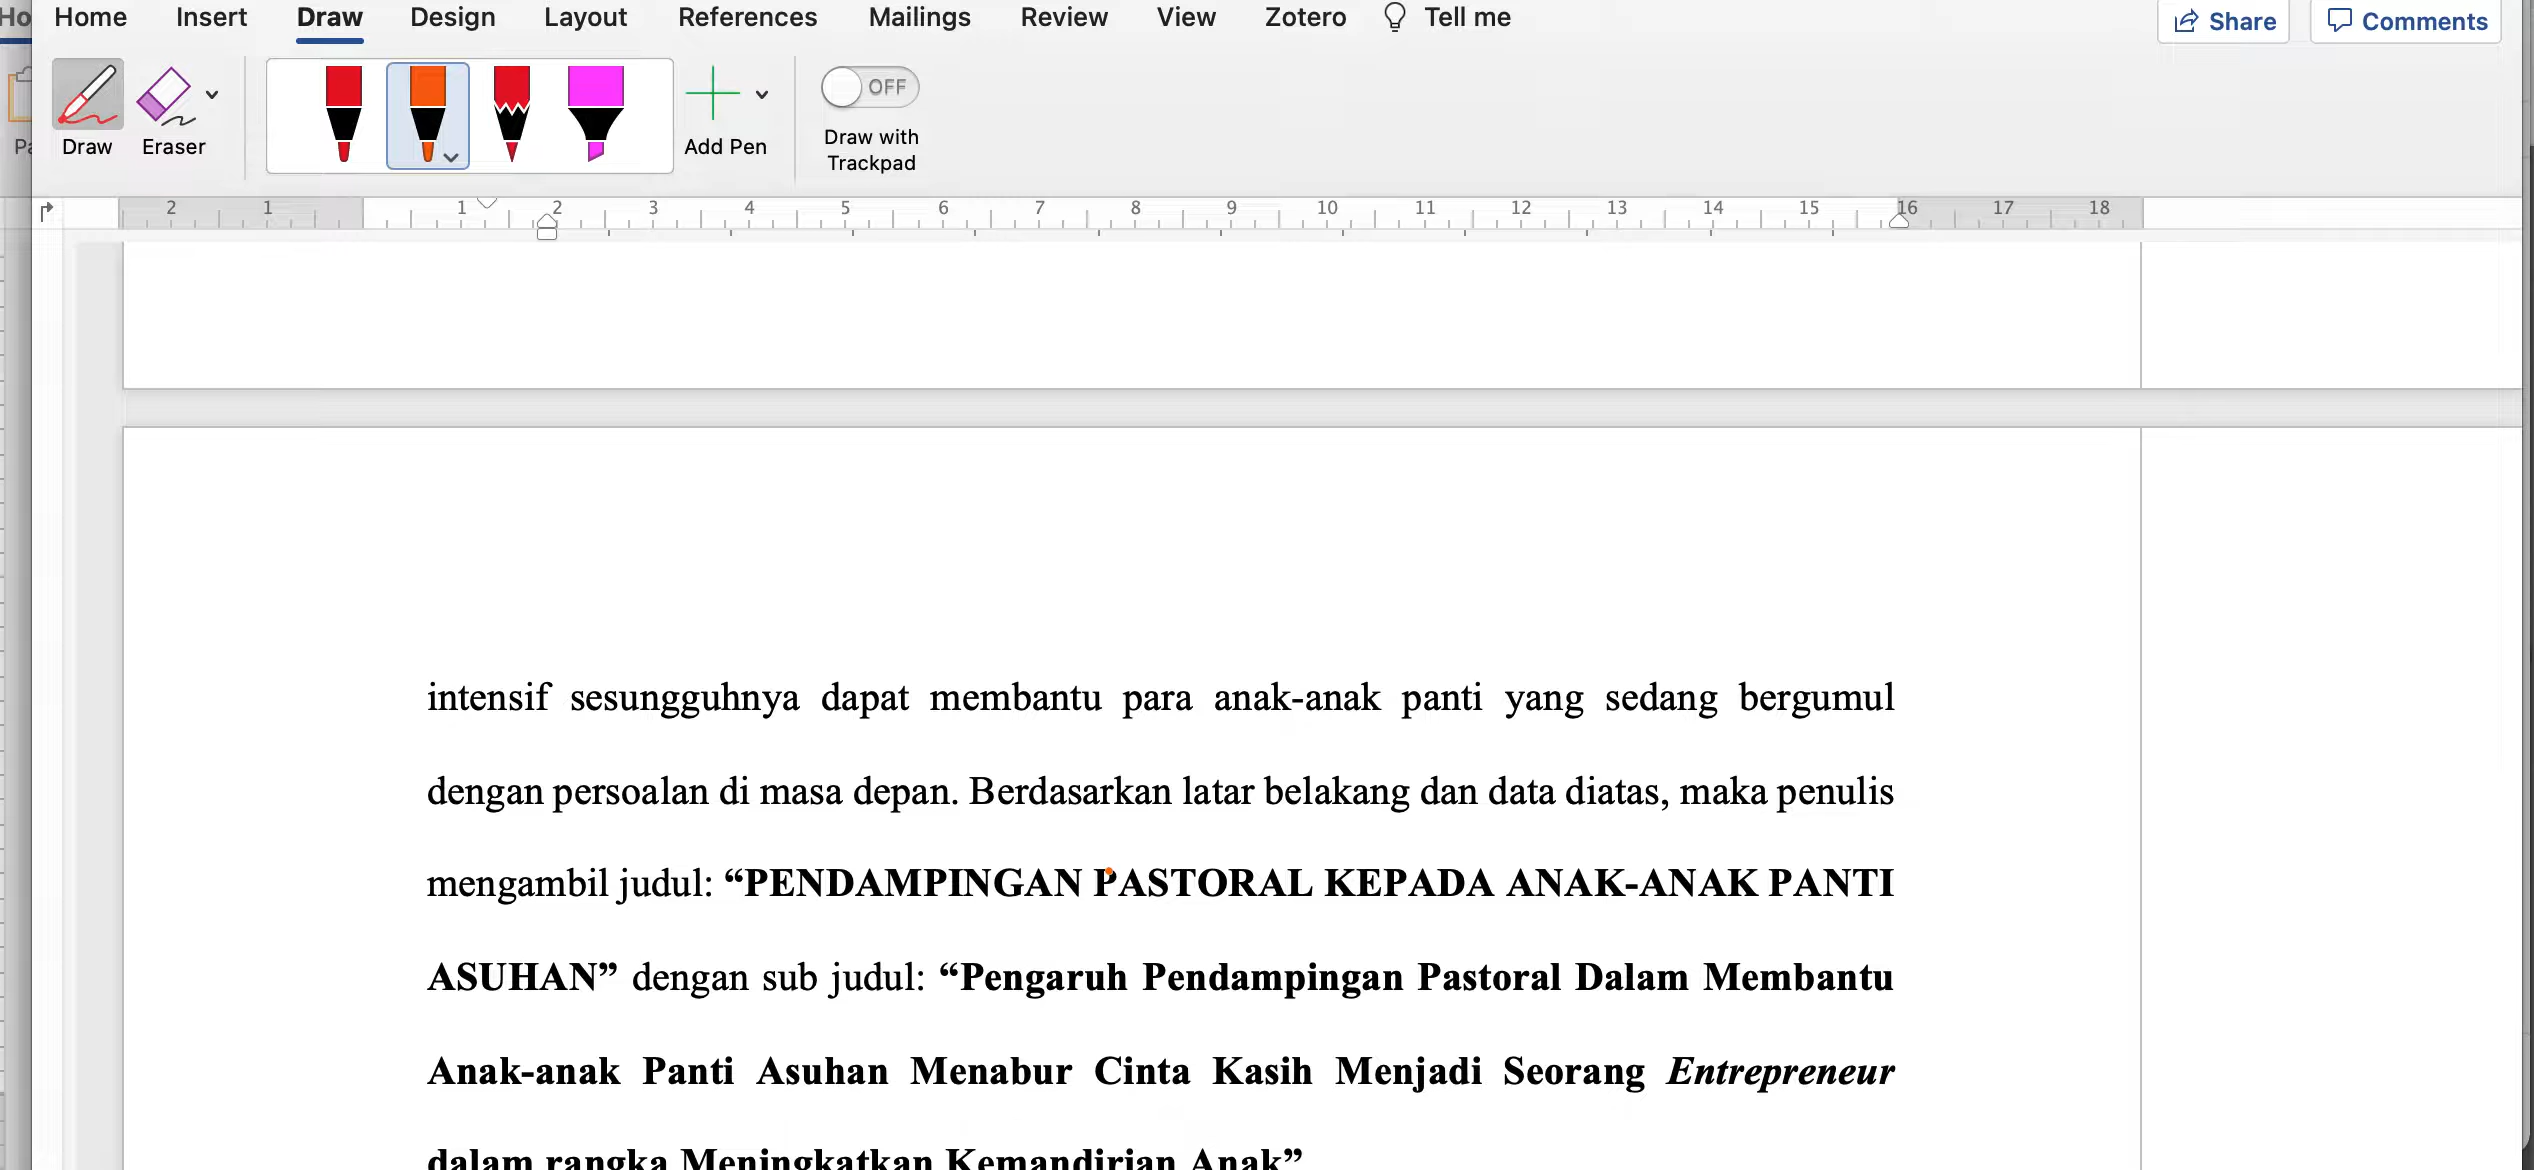 Ho
Home Insert Draw Design Layout References Mailings Review View Zotero Tell me
Share Comments
Draw Eraser Add Pen OFF
Draw with
Trackpad
2 1 1 2 3 4 5 6 7 8 9 10 11 12 13 14 15 16 17 18
intensif sesungguhnya dapat membantu para anak-anak panti yang sedang bergumul
dengan persoalan di masa depan. Berdasarkan latar belakang dan data diatas, maka penulis
mengambil judul: “PENDAMPINGAN PASTORAL KEPADA ANAK-ANAK PANTI
ASUHAN” dengan sub judul: “Pengaruh Pendampingan Pastoral Dalam Membantu
Anak-anak Panti Asuhan Menabur Cinta Kasih Menjadi Seorang Entrepreneur
dalam rangka Meningkatkan Kemandirian Anak”